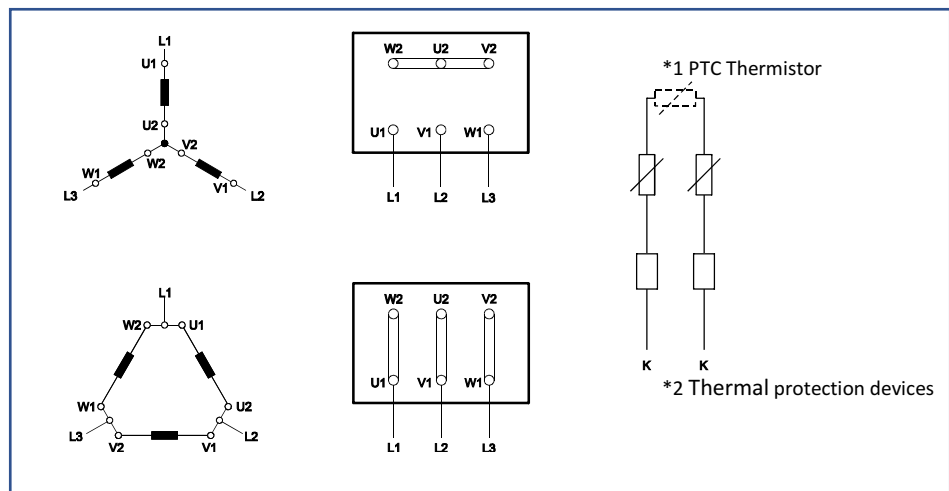 L1
U1
U2
W2
V2
W1
V1
L3
L2
W2 U2 V2
U1 V1 W1
L1 L2 L3
*1 PTC Thermistor
L1
W2 U1
W1 U2
L3 L2
V2 V1
W2 U2 V2
U1 V1 W1
L1 L2 L3
K K
*2 Thermal protection devices